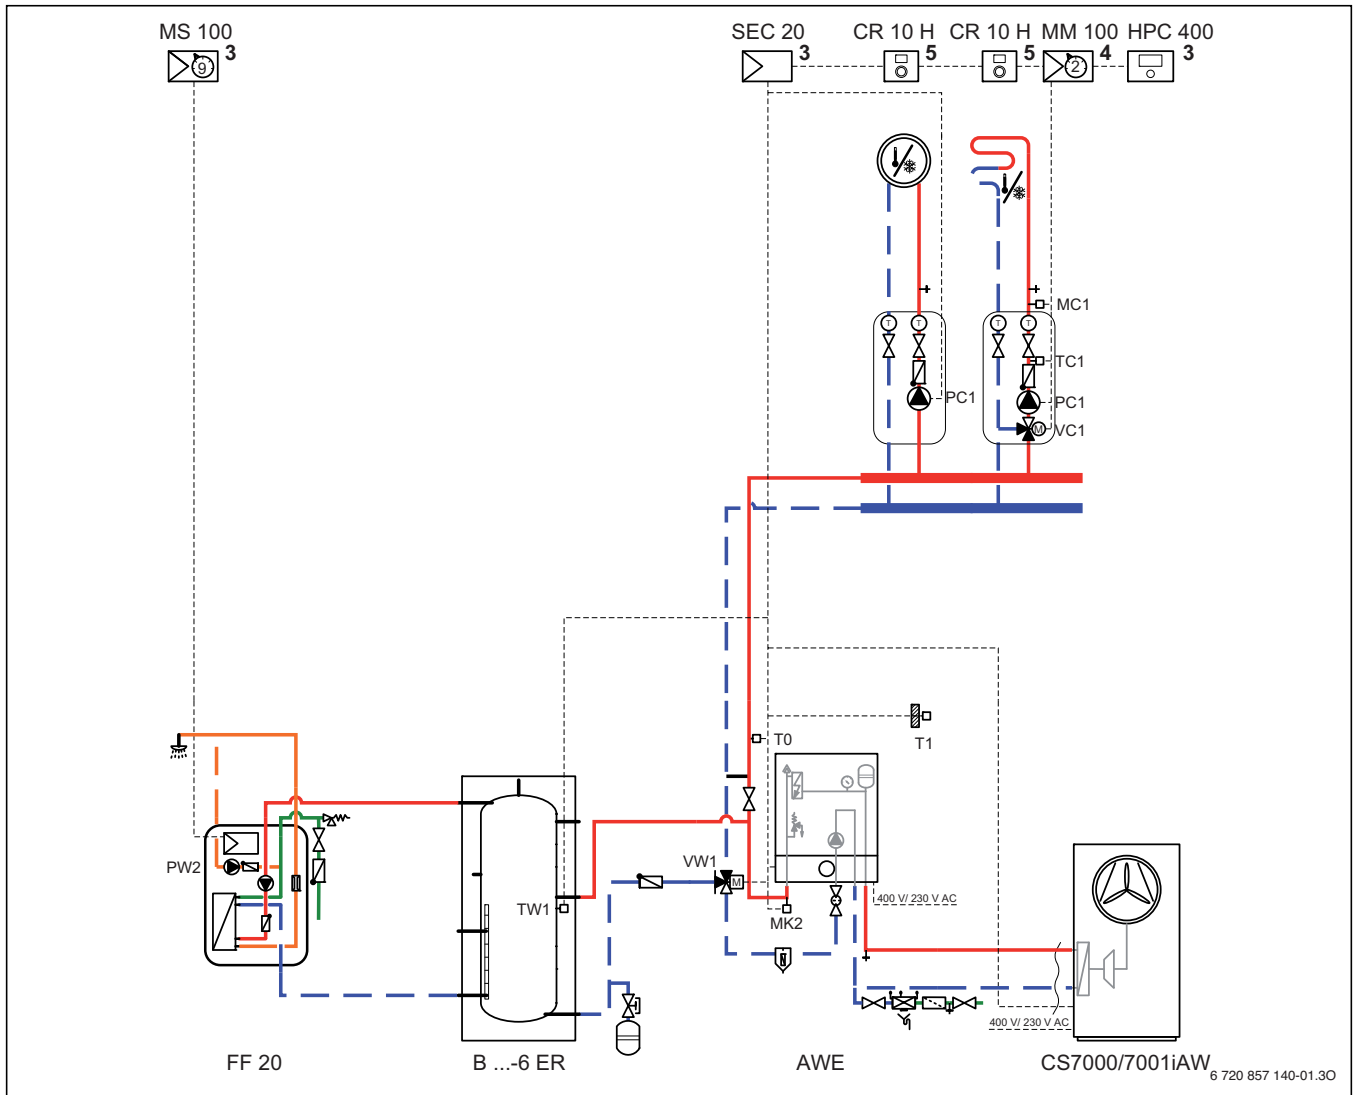 MS 100
3
9
SEC 20
3
CR 10 H
5
CR 10 H
5
MM 100
4
2
HPC 400
3
MC1
T
T
T
T
TC1
PC1
PC1
M
VC1
T0
T1
PW2
VW1
M
TW1
MK2
400 V/ 230 V AC
400 V/ 230 V AC
FF 20
B ...-6 ER
AWE
CS7000/7001iAW
6 720 857 140-01.3O